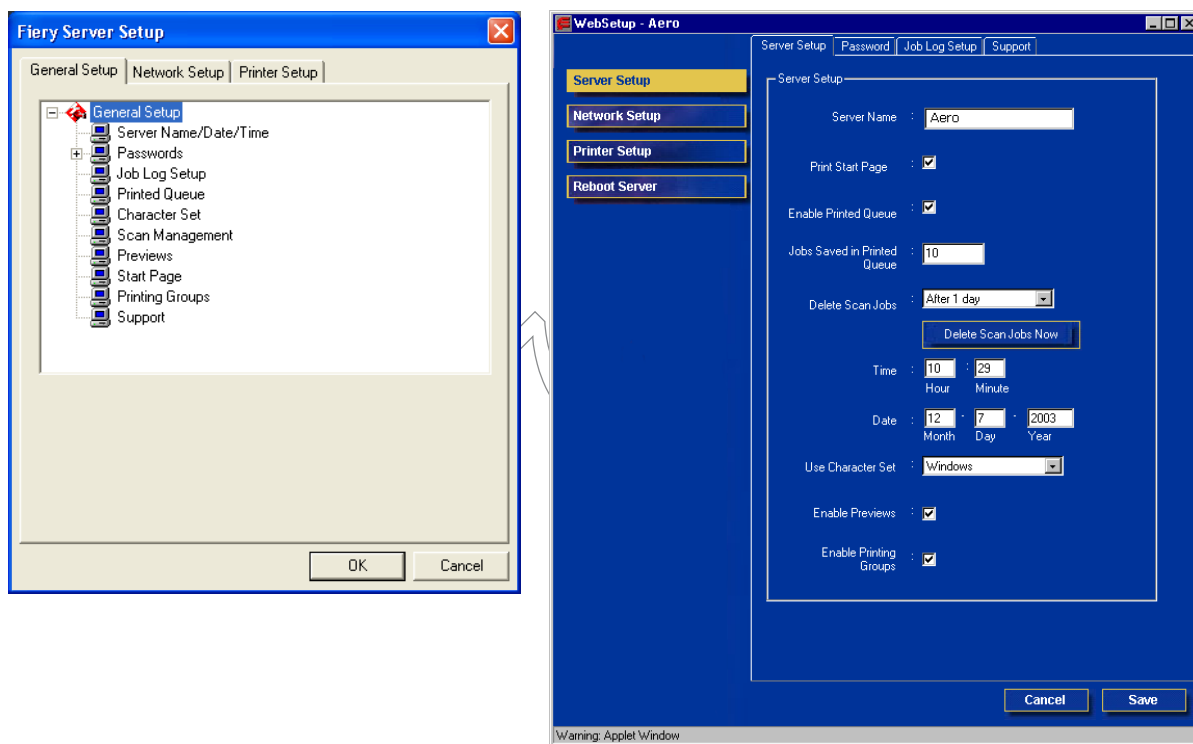 Fiery Server Setup
General Setup Network Setup Printer Setup
General Setup
Server Name/Date/Time
Passwords
Job Log Setup
Printed Queue
Character Set
Scan Management
Previews
Start Page
Printing Groups
Support
OK Cancel
WebSetup - Aero
Server Setup Password Job Log Setup Support
Server Setup
Network Setup
Printer Setup
Reboot Server
Server Setup
Server Name : Aero
Print Start Page :
Enable Printed Queue :
Jobs Saved in Printed : 10
Queue
Delete Scan Jobs : After 1 day
Delete Scan Jobs Now
Time : 10 : 29
Hour Minute
Date : 12 - 7 - 2003
Month Day Year
Use Character Set : Windows
Enable Previews :
Enable Printing :
Groups
Cancel Save
Warning: Applet Window